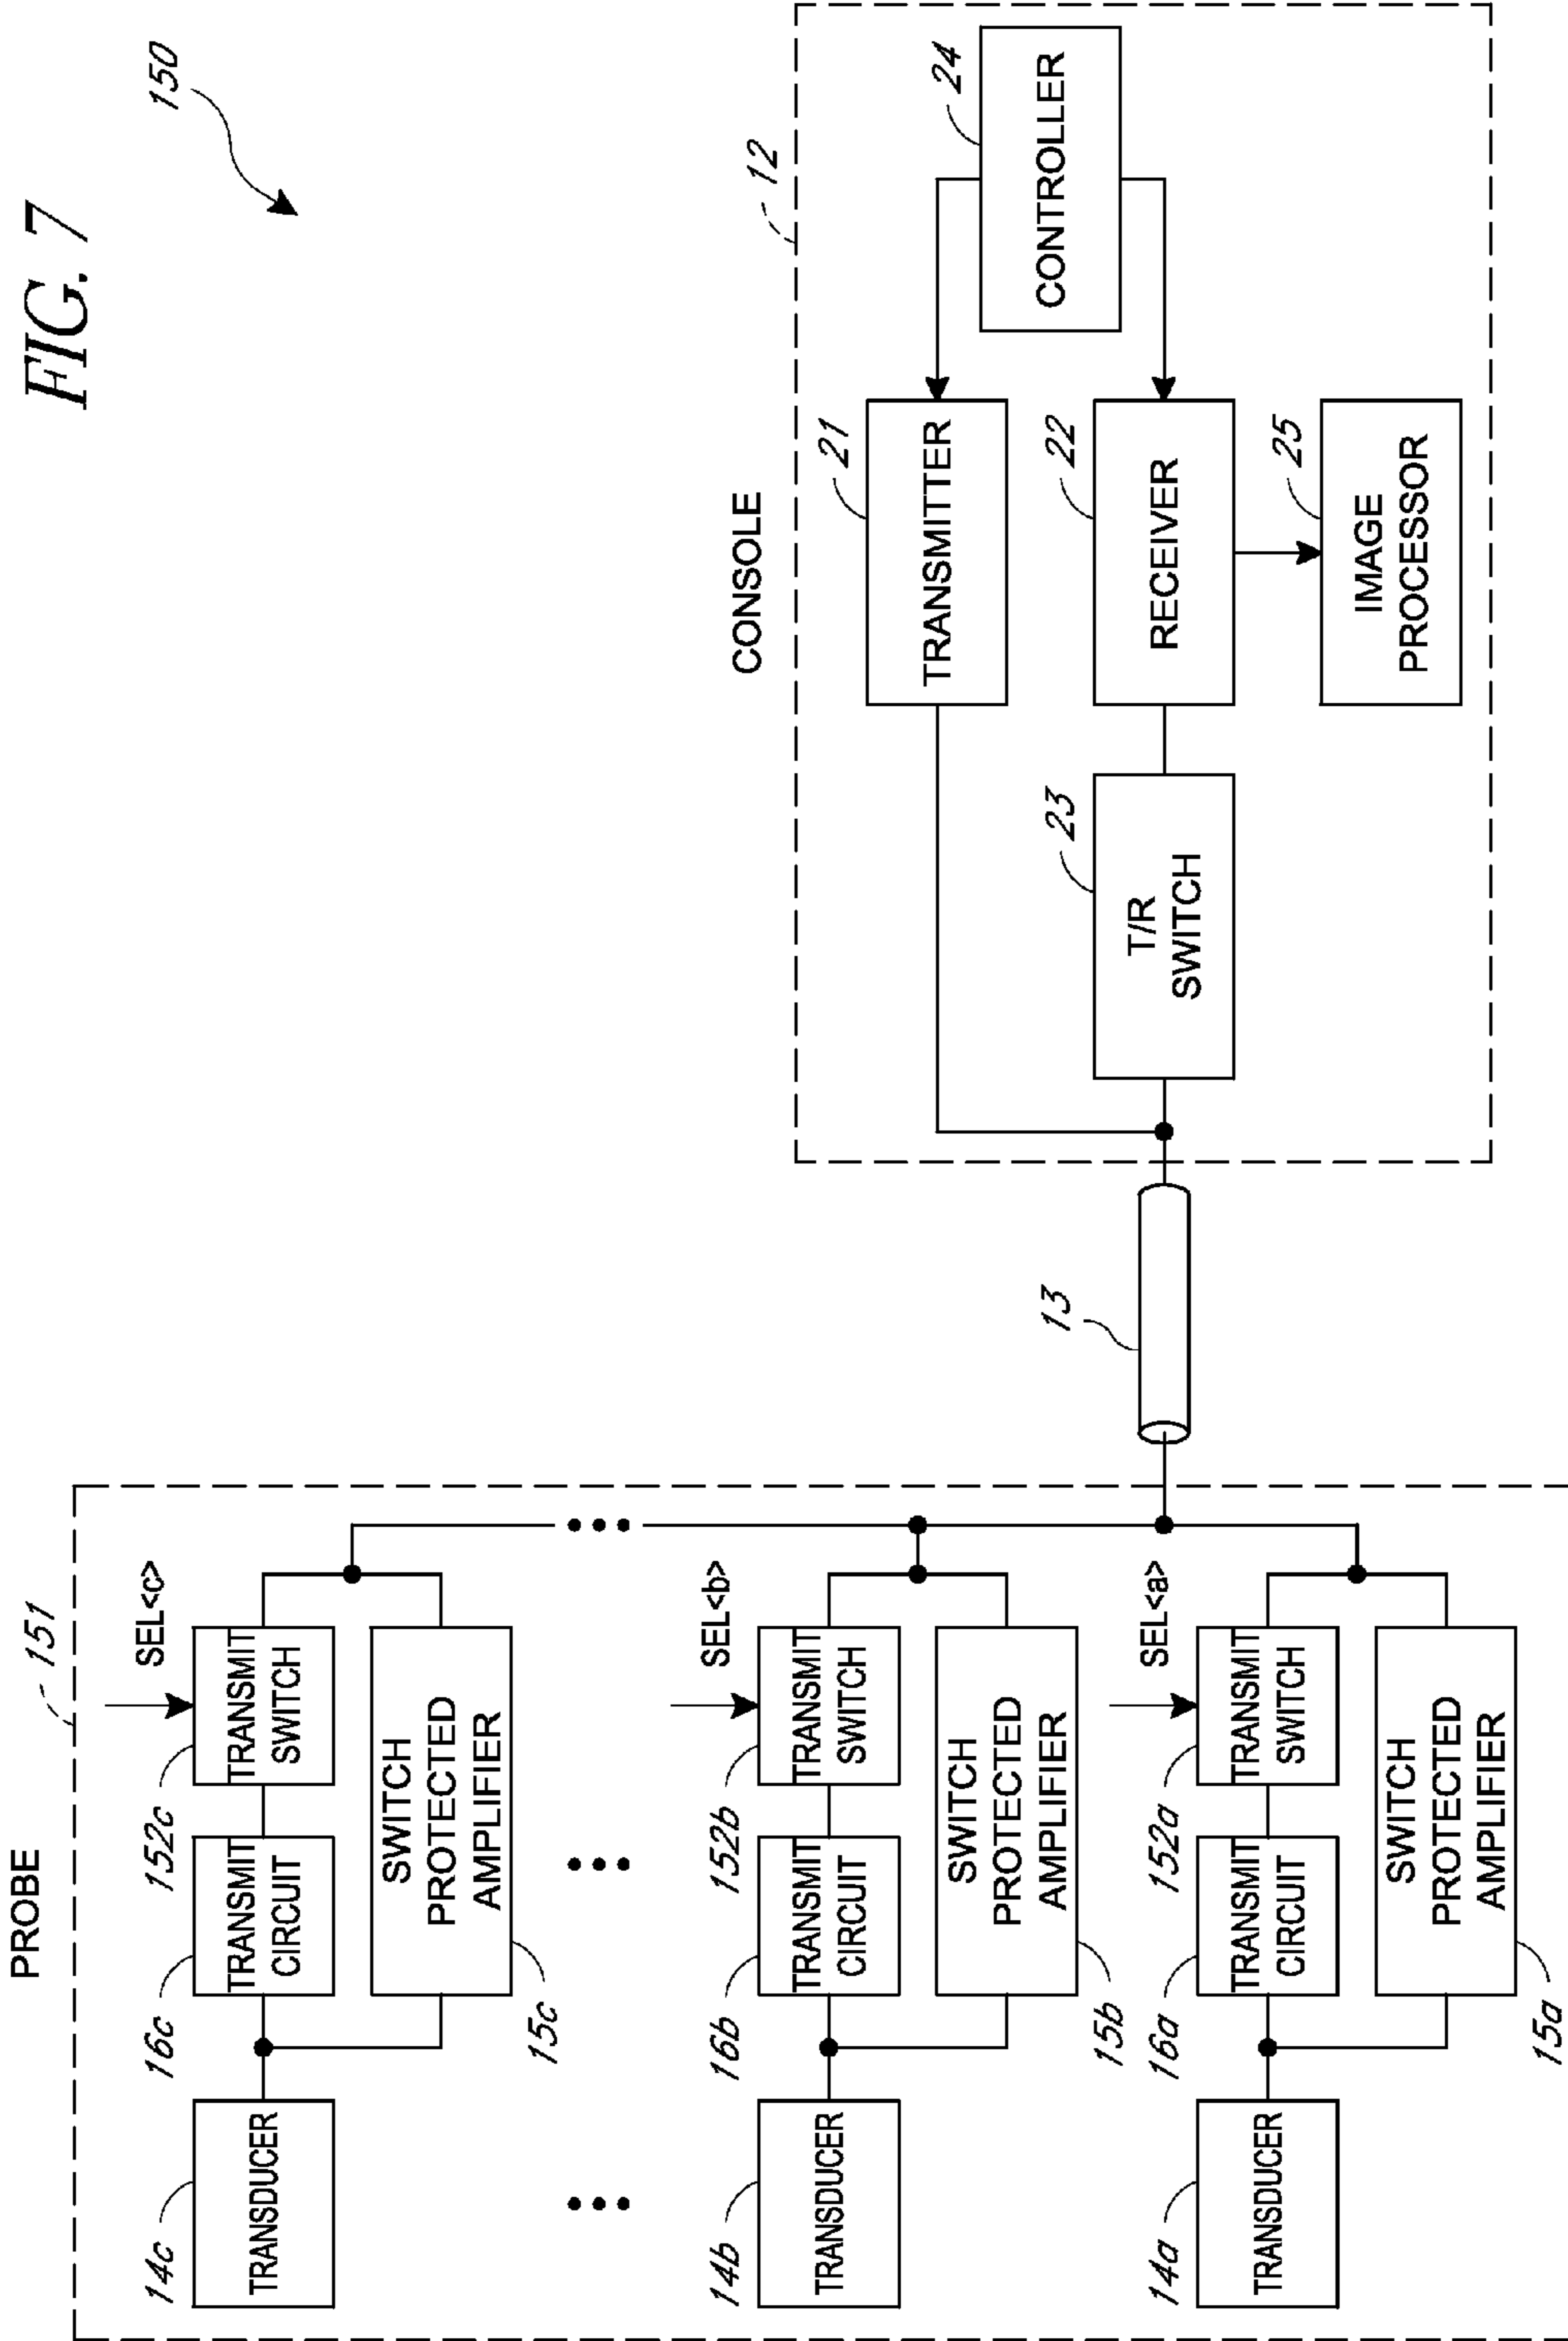 FIG. 7
150
PROBE
151
SEL<c>
14c
TRANSDUCER
16c
TRANSMIT
CIRCUIT
152c
TRANSMIT
SWITCH
SWITCH
PROTECTED
AMPLIFIER
15c
SEL<b>
14b
TRANSDUCER
16b
TRANSMIT
CIRCUIT
152b
TRANSMIT
SWITCH
SWITCH
PROTECTED
AMPLIFIER
15b
SEL<a>
14a
TRANSDUCER
16a
TRANSMIT
CIRCUIT
152a
TRANSMIT
SWITCH
SWITCH
PROTECTED
AMPLIFIER
15a
13
CONSOLE
12
21
TRANSMITTER
23
T/R
SWITCH
22
RECEIVER
24
CONTROLLER
25
IMAGE
PROCESSOR